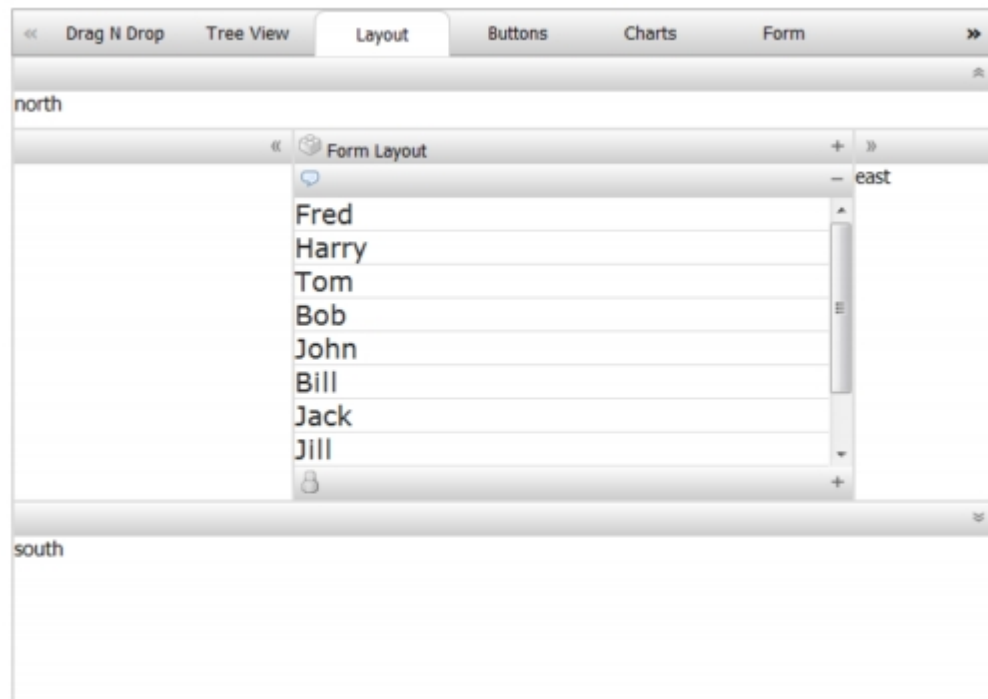 Drag N Drop Tree View Layout Buttons Charts Form
north
Form Layout
east
Fred
Harry
Tom
Bob
John
Bill
Jack
Jill
south